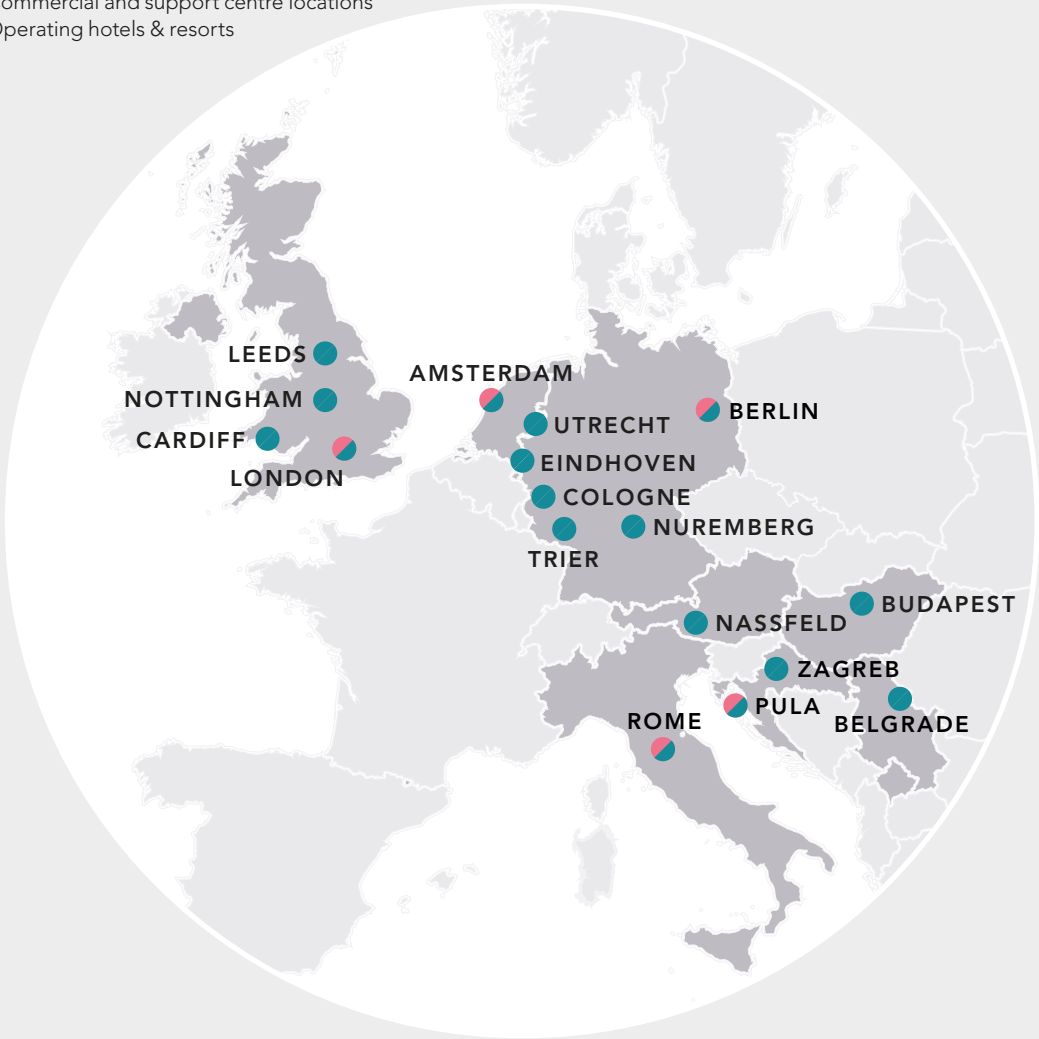 ommercial and support centre locations
Operating hotels & resorts
LEEDS
AMSTERDAM
NOTTINGHAM
BERLIN
UTRECHT
CARDIFF
EINDHOVEN
LONDON
COLOGNE
NUREMBERG
TRIER
BUDAPEST
NASSFELD
ZAGREB
PULA
ROME
BELGRADE